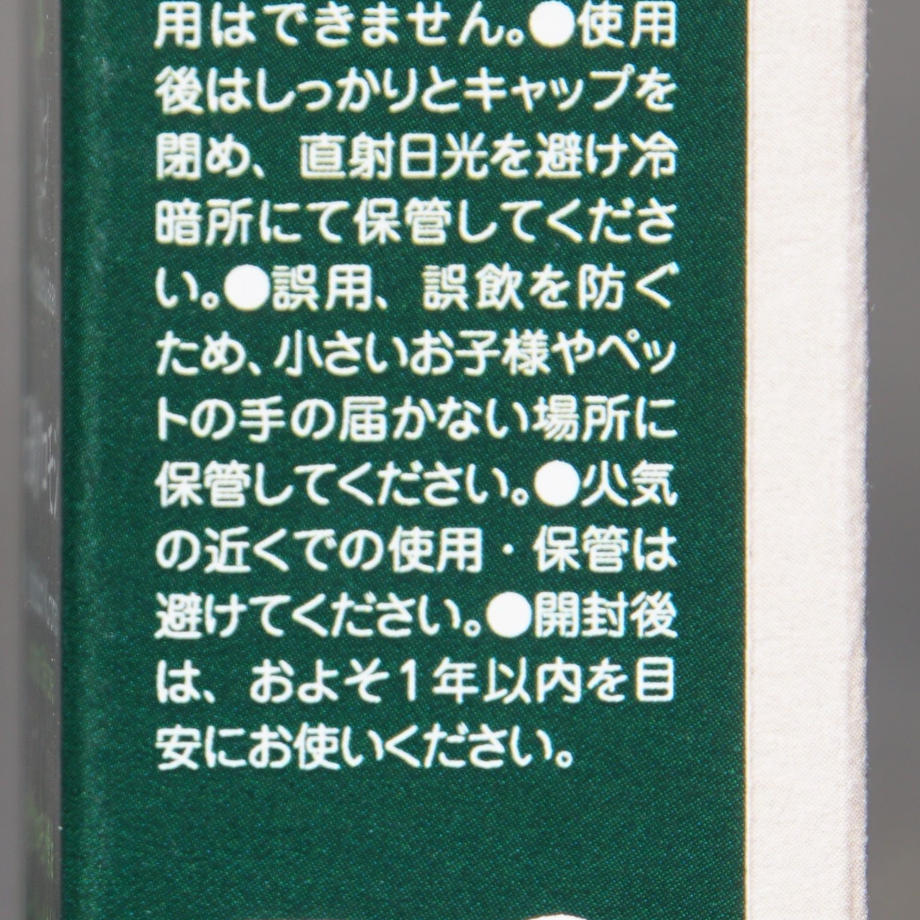 用はできません。●使用
後はしっかりとキャップを
閉め、直射日光を避け冷
暗所にて保管してくださ
い。●誤用、誤飲を防ぐ
ため、小さいお子様やペッ
トの手の届かない場所に
保管してください。●火気
の近くでの使用・保管は
避けてください。●開封後
は、およそ1年以内を目
安にお使いください。